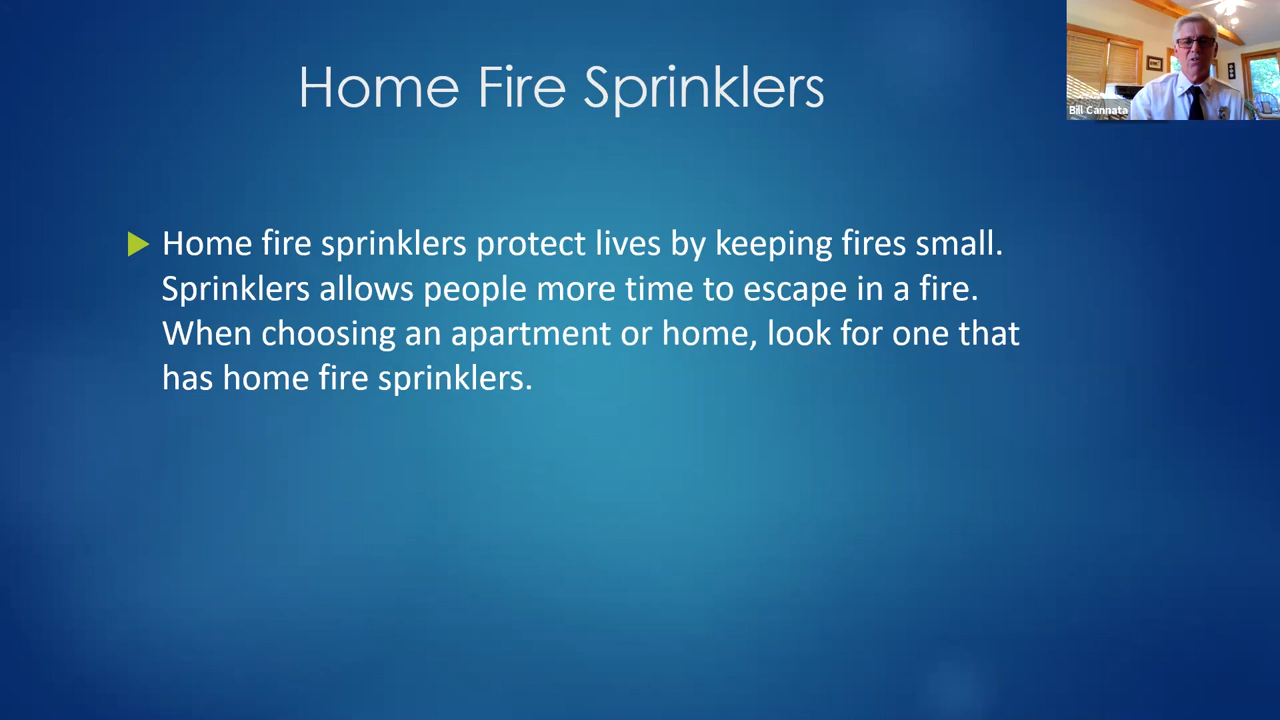 Home Fire Sprinklers
Bill Cannata
Home fire sprinklers protect lives by keeping fires small.
Sprinklers allows people more time to escape in a fire.
When choosing an apartment or home, look for one that
has home fire sprinklers.